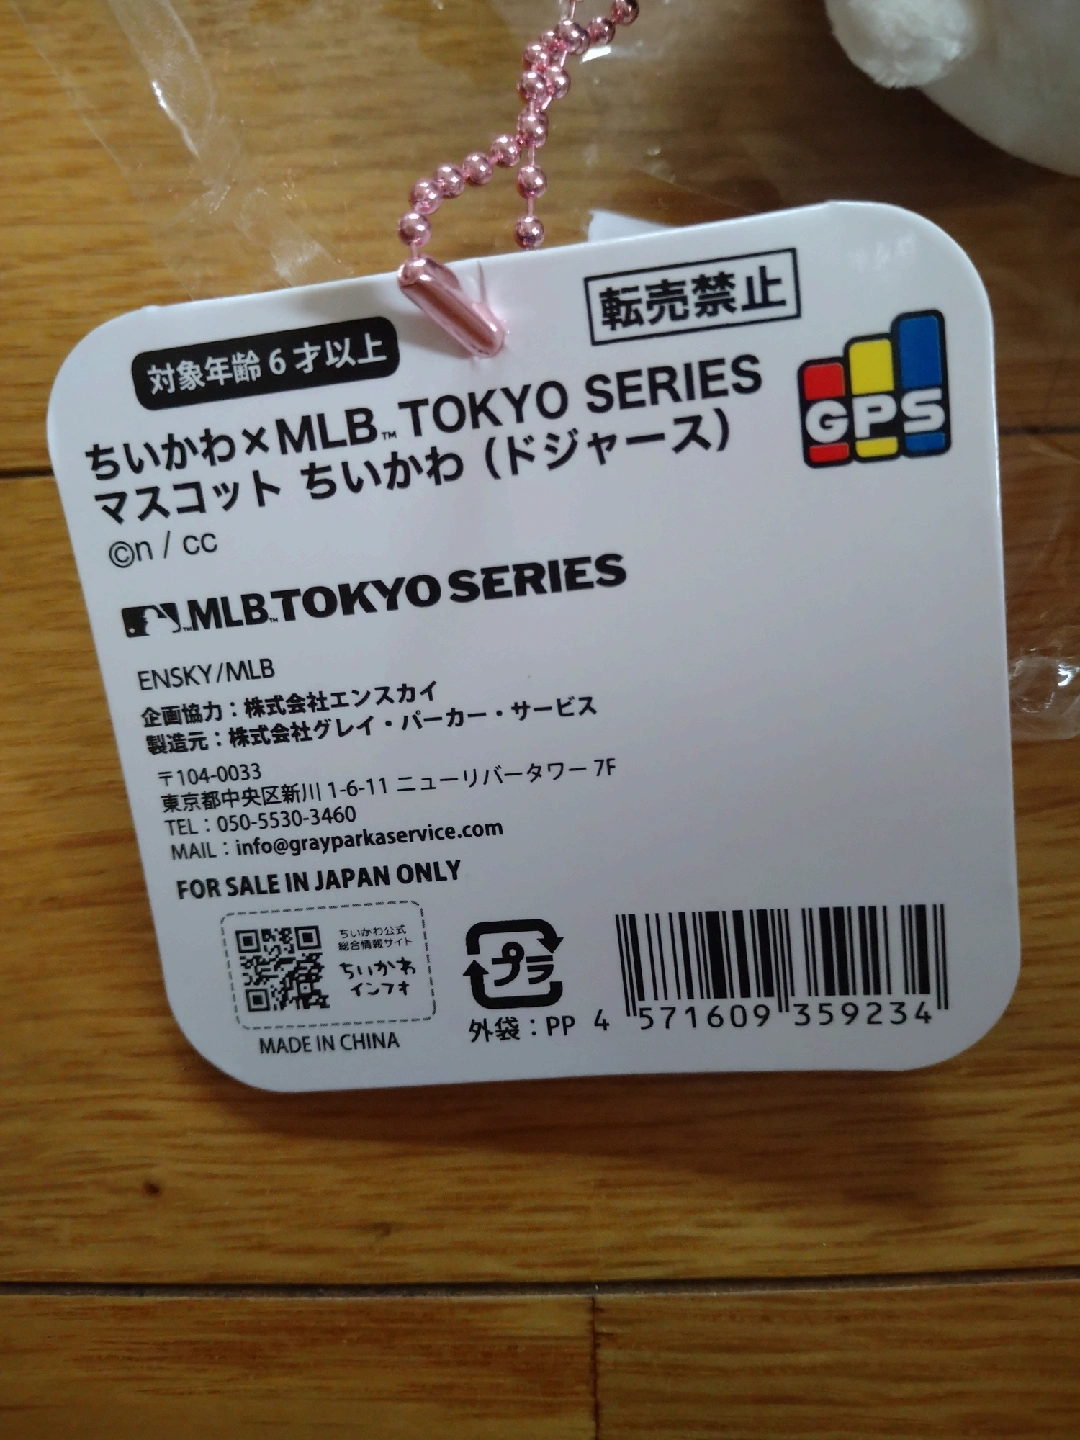 転売禁止
対象年齢6才以上
GPS
ちいかわ×MLB™ TOKYO SERIES
マスコット ちいかわ（ドジャース）
©n / cc
MLB™ TOKYO SERIES
ENSKY/MLB
企画協力：株式会社エンスカイ
製造元：株式会社グレイ・パーカー・サービス
〒104-0033
東京都中央区新川 1-6-11 ニューリバータワー 7F
TEL：050-5530-3460
MAIL：info@grayparkaservice.com
FOR SALE IN JAPAN ONLY
ちいかわ公式
総合情報サイト
ちいかわ
インフォ
MADE IN CHINA
プラ
外袋：PP
4 571609 359234